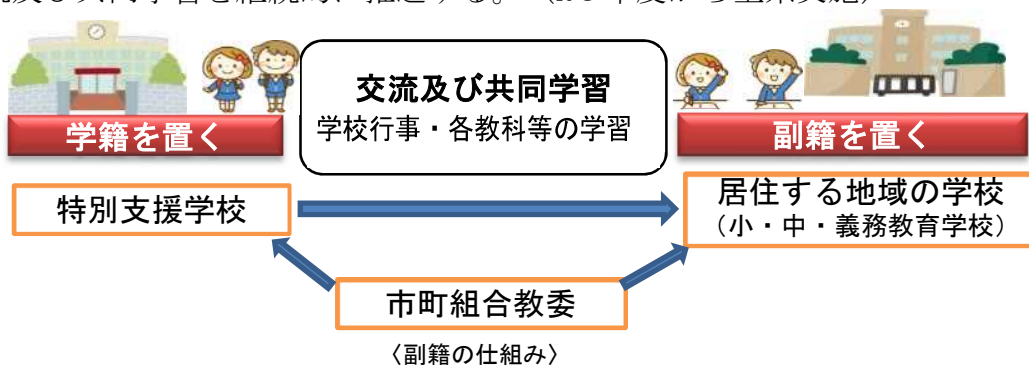 交流及び共同学習
学校行事・各教科等の学習
学籍を置く
副籍を置く
特別支援学校
居住する地域の学校
（小・中・義務教育学校）
市町組合教委
〈副籍の仕組み〉